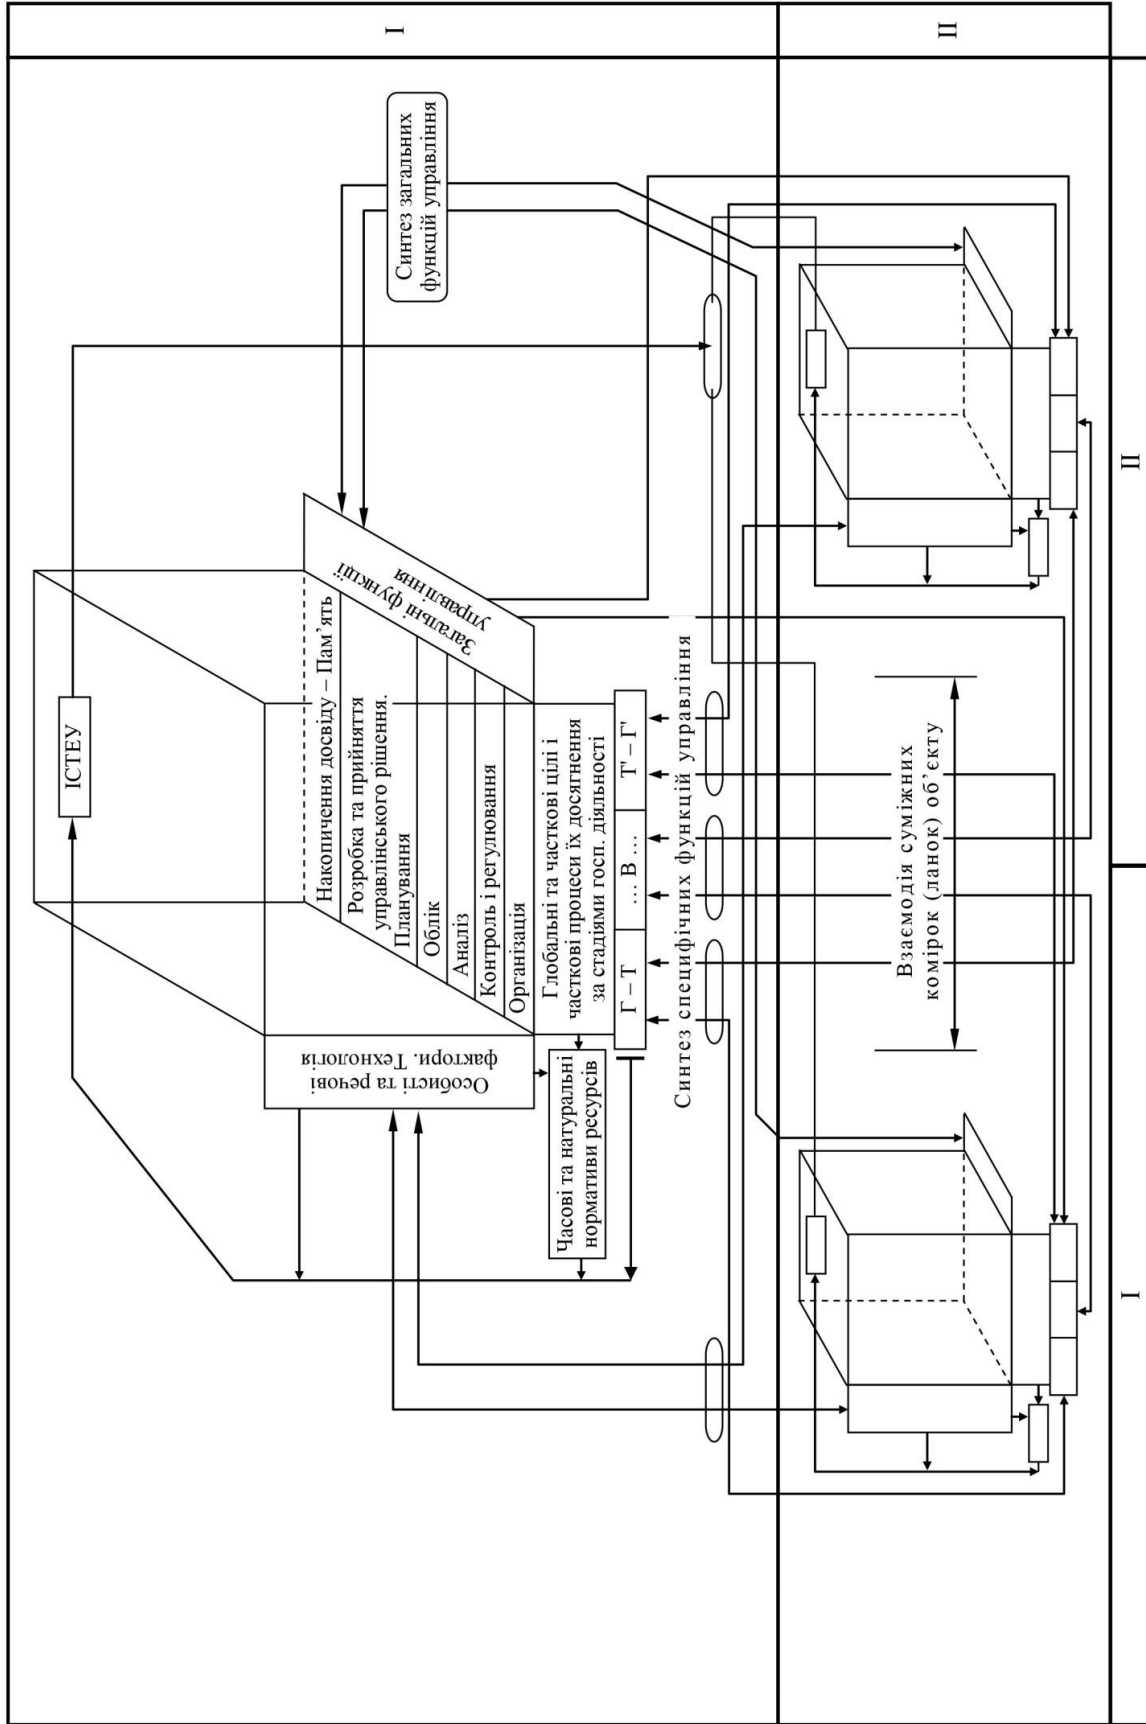 I
II
ІСТЕУ
Синтез загальних
функцій управління
Загальні функції
управління
Особисті та речові
фактори. Технологія
Накопичення досвіду – Пам’ять
Розробка та прийняття
управлінського рішення.
Планування
Облік
Аналіз
Контроль і регулювання
Організація
Глобальні та часткові цілі і
часткові процеси їх досягнення
за стадіями госп. діяльності
Часові та натуральні
нормативи ресурсів
Г – Т
... В ...
Т' – Г'
Синтез специфічних функцій управління
Взаємодія суміжних
комірок (ланок) об’єкту
I
II